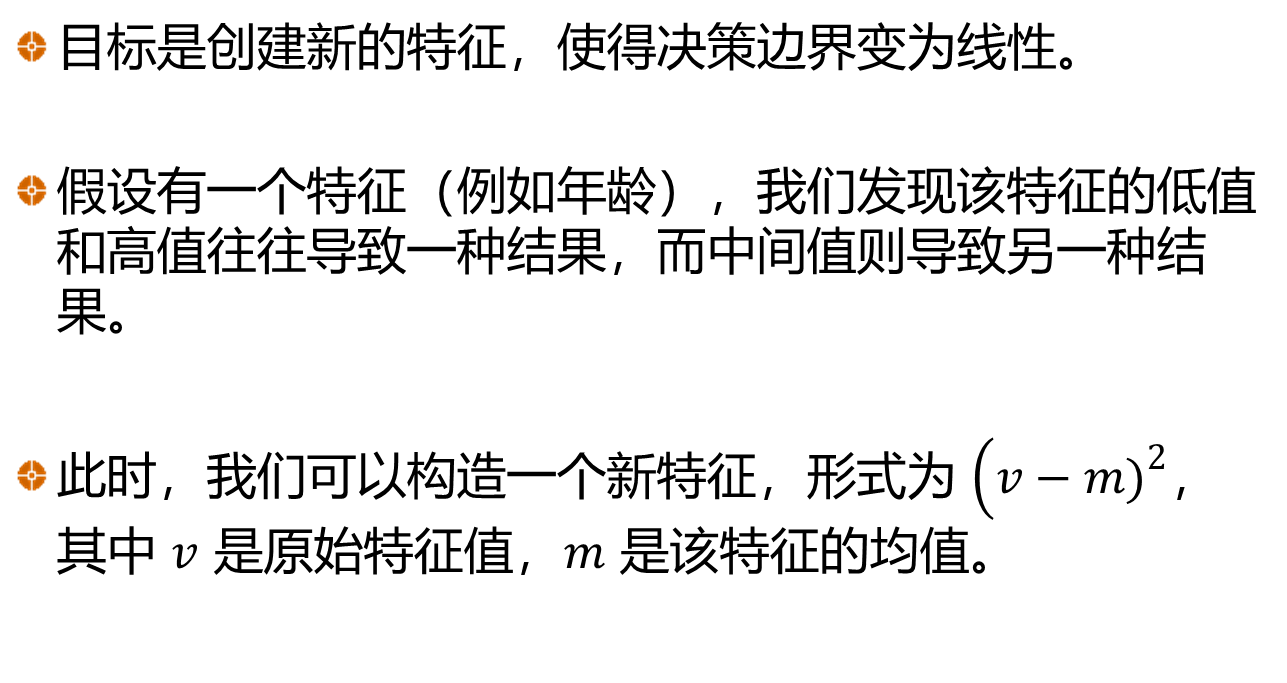 目标是创建新的特征，使得决策边界变为线性。
假设有一个特征（例如年龄），我们发现该特征的低值
和高值往往导致一种结果，而中间值则导致另一种结
果。
此时，我们可以构造一个新特征，形式为 (v − m)²，
其中 v 是原始特征值，m 是该特征的均值。